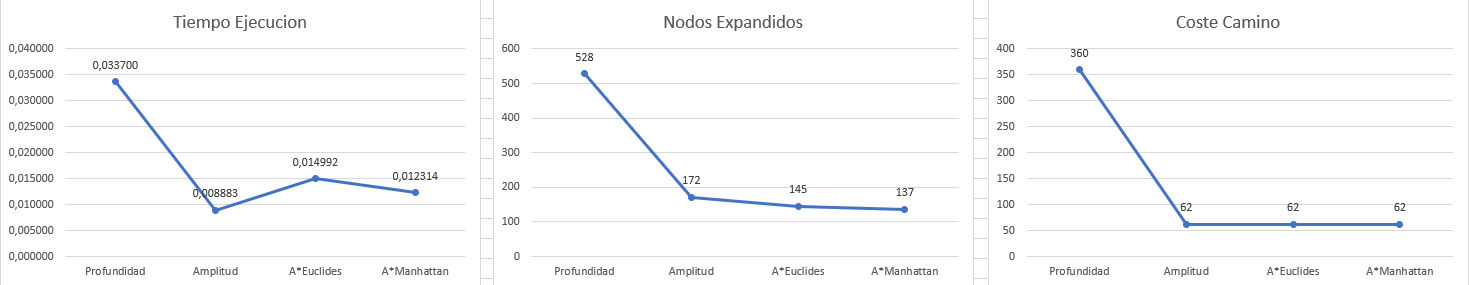 Tiempo Ejecucion
0,040000
0,035000
0,030000
0,025000
0,020000
0,015000
0,010000
0,005000
0,000000
0,033700
0,008883
0,014992
0,012314
Profundidad
Amplitud
A*Euclides
A*Manhattan
Nodos Expandidos
600
500
400
300
200
100
0
528
172
145
137
Profundidad
Amplitud
A*Euclides
A*Manhattan
Coste Camino
400
350
300
250
200
150
100
50
0
360
62
62
62
Profundidad
Amplitud
A*Euclides
A*Manhattan